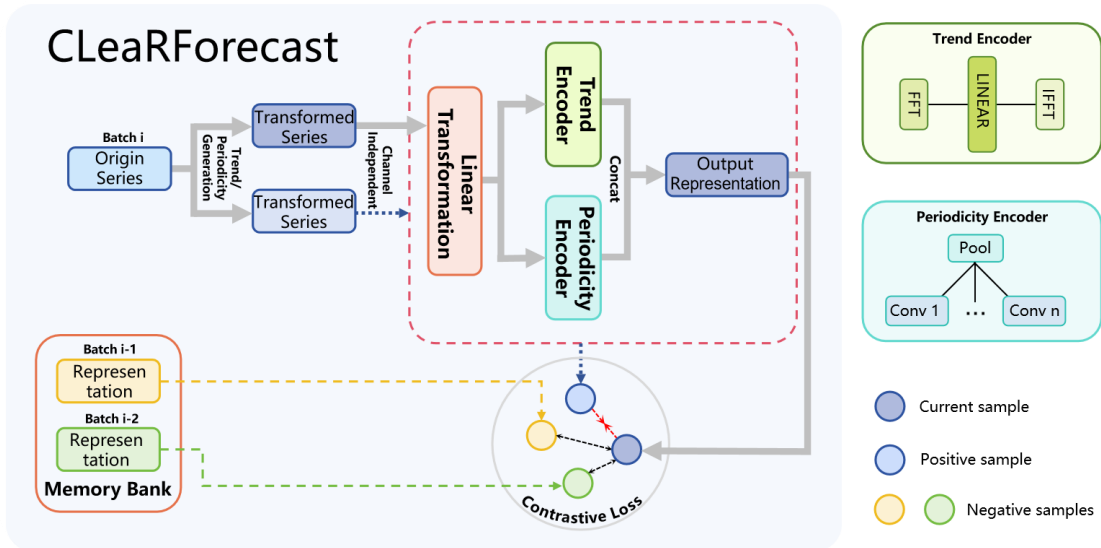 CLeaRForecast
Batch i
Origin
Series
Trend/
Periodicity
Generation
Transformed
Series
Transformed
Series
Channel
Independent
Linear
Transformation
Trend
Encoder
Periodicity
Encoder
Concat
Output
Representation
Batch i-1
Represen
tation
Batch i-2
Represen
tation
Memory Bank
Contrastive Loss
Trend Encoder
FFT
LINEAR
IFFT
Periodicity Encoder
Pool
Conv 1
...
Conv n
Current sample
Positive sample
Negative samples